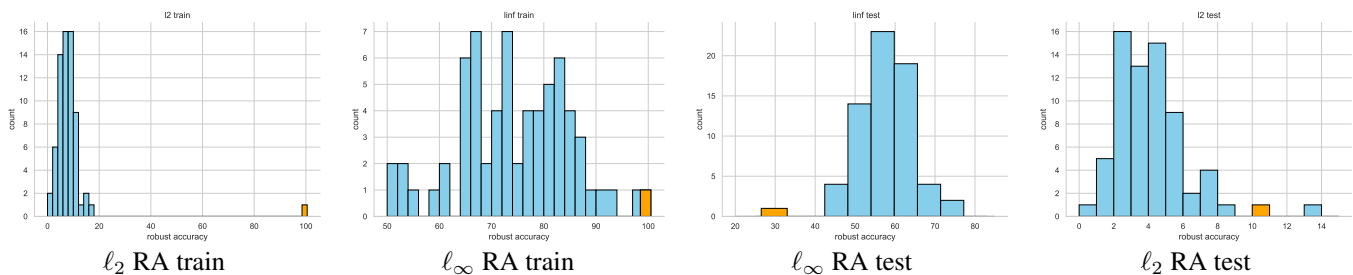 l2 train
count
16
14
12
10
8
6
4
2
0
0 20 40 60 80 100
robust accuracy
ℓ2 RA train
linf train
count
7
6
5
4
3
2
1
0
50 60 70 80 90 100
robust accuracy
ℓ∞ RA train
linf test
count
20
15
10
5
0
20 30 40 50 60 70 80
robust accuracy
ℓ∞ RA test
l2 test
count
16
14
12
10
8
6
4
2
0
0 2 4 6 8 10 12 14
robust accuracy
ℓ2 RA test